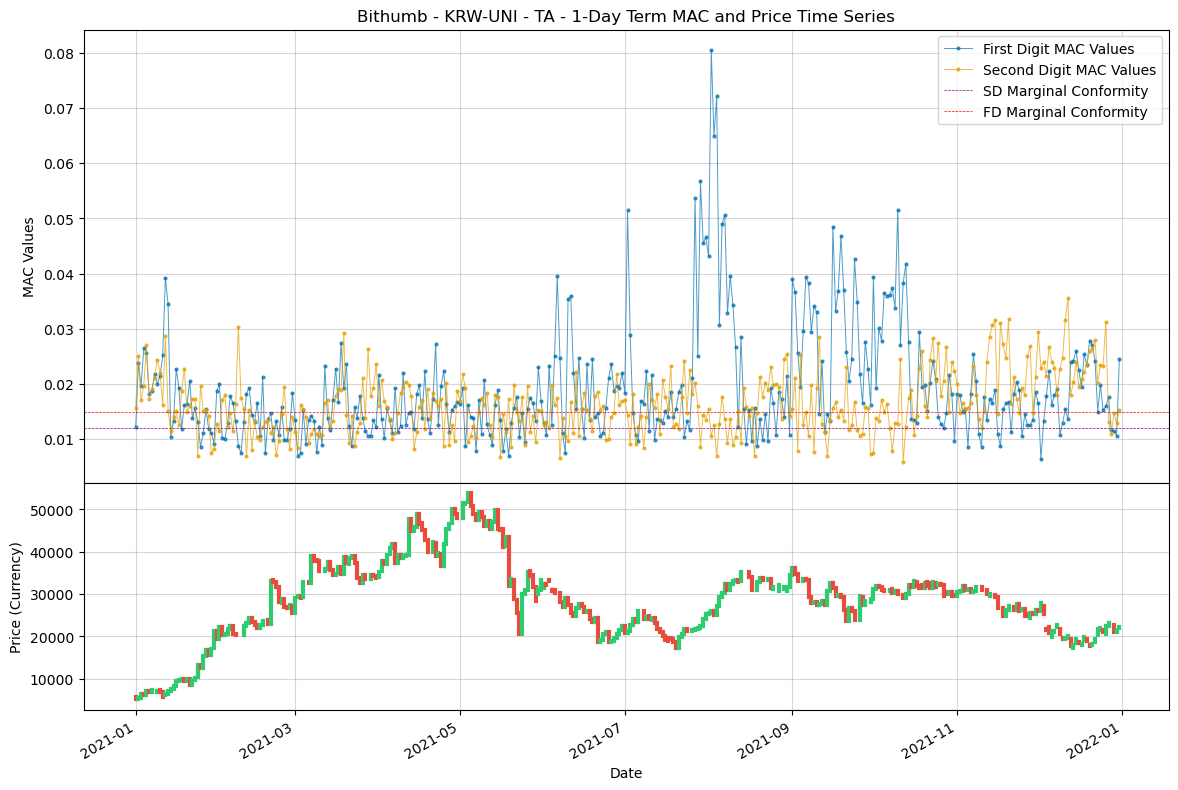 Bithumb - KRW-UNI - TA - 1-Day Term MAC and Price Time Series
First Digit MAC Values
Second Digit MAC Values
SD Marginal Conformity
FD Marginal Conformity
MAC Values
0.08
0.07
0.06
0.05
0.04
0.03
0.02
0.01
Price (Currency)
50000
40000
30000
20000
10000
2021-01
2021-03
2021-05
2021-07
2021-09
2021-11
2022-01
Date